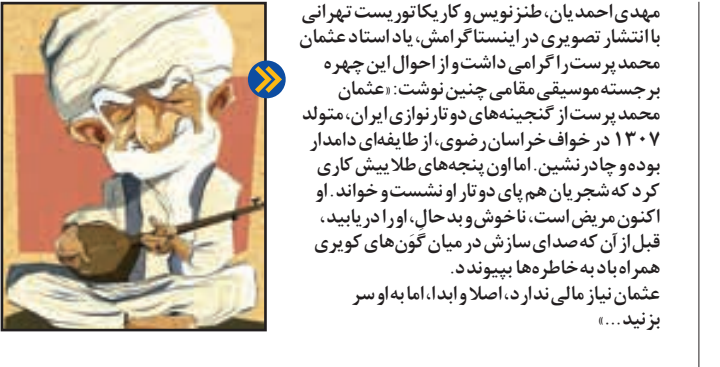 مهدی احمدیان، طنزنویس و کاریکاتوریست تهرانی
با انتشار تصویری در اینستاگرامش، یاد استاد عثمان
محمدپرست را گرامی داشت و از احوال این چهره
برجسته موسیقی مقامی چنین نوشت: «عثمان
محمدپرست از گنجینه‌های دوتارنوازی ایران، متولد
۱۳۰۷ در خواف خراسان رضوی، از طایفه‌ای دامدار
بوده و چادرنشین. اما اون پنجه‌های طلاییش کاری
کرد که شجریان هم پای دوتار او نشست و خواند. او
اکنون مریض است، ناخوش و بدحال، او را دریابید،
قبل از آن که صدای سازش در میان گَوَن‌های کویری
همراه باد به خاطره‌ها بپیوندد.
عثمان نیاز مالی ندارد، اصلا و ابدا، اما به او سر
بزنید...»